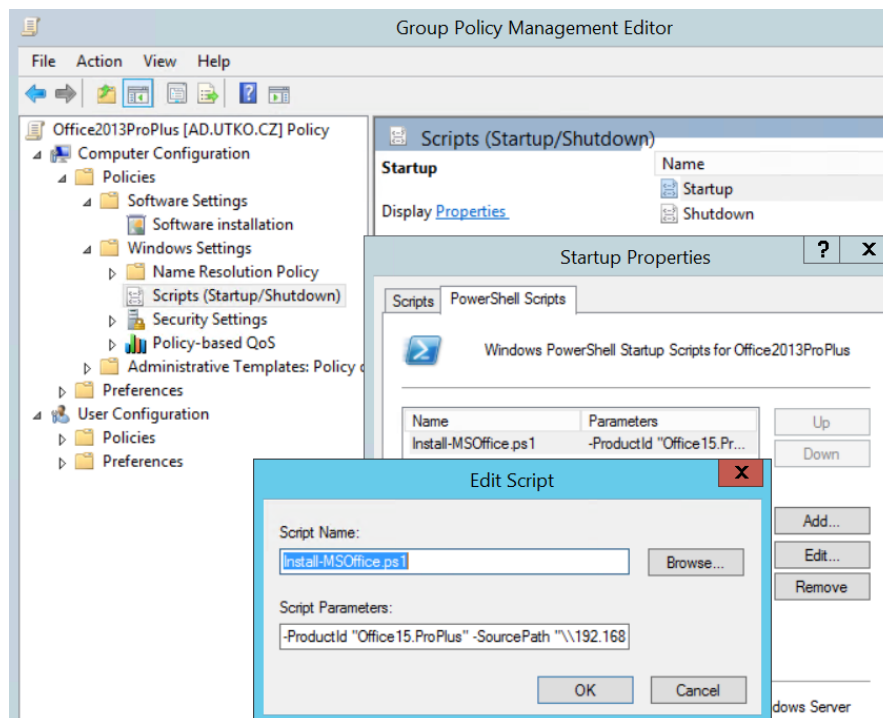 Group Policy Management Editor
File Action View Help
Office2013ProPlus [AD.UTKO.CZ] Policy
Computer Configuration
Policies
Software Settings
Software installation
Windows Settings
Name Resolution Policy
Scripts (Startup/Shutdown)
Security Settings
Policy-based QoS
Administrative Templates: Policy
Preferences
User Configuration
Policies
Preferences
Scripts (Startup/Shutdown)
Startup
Display Properties
Name
Startup
Shutdown
Startup Properties
? X
Scripts PowerShell Scripts
Windows PowerShell Startup Scripts for Office2013ProPlus
Name Parameters
Install-MSOffice.ps1 -ProductId "Office15.Pr...
Up
Down
Add...
Edit...
Remove
dows Server
Edit Script
X
Script Name:
Install-MSOffice.ps1
Browse...
Script Parameters:
-ProductId "Office15.ProPlus" -SourcePath "\\192.168
OK Cancel